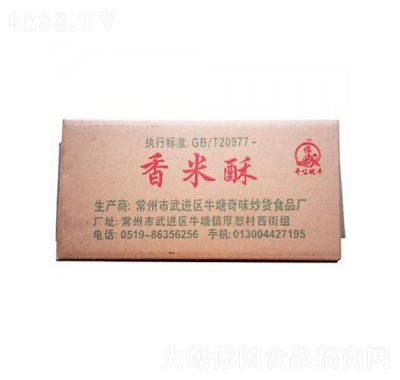 6888.TV
执行标准:GB/T20977-
香米酥
生产商:常州市武进区牛塘奇味炒货食品厂
厂址:常州市武进区牛塘镇厚恕村西街组
电话:0519-86356256 手机:013004427195
火爆休闲食品招商网